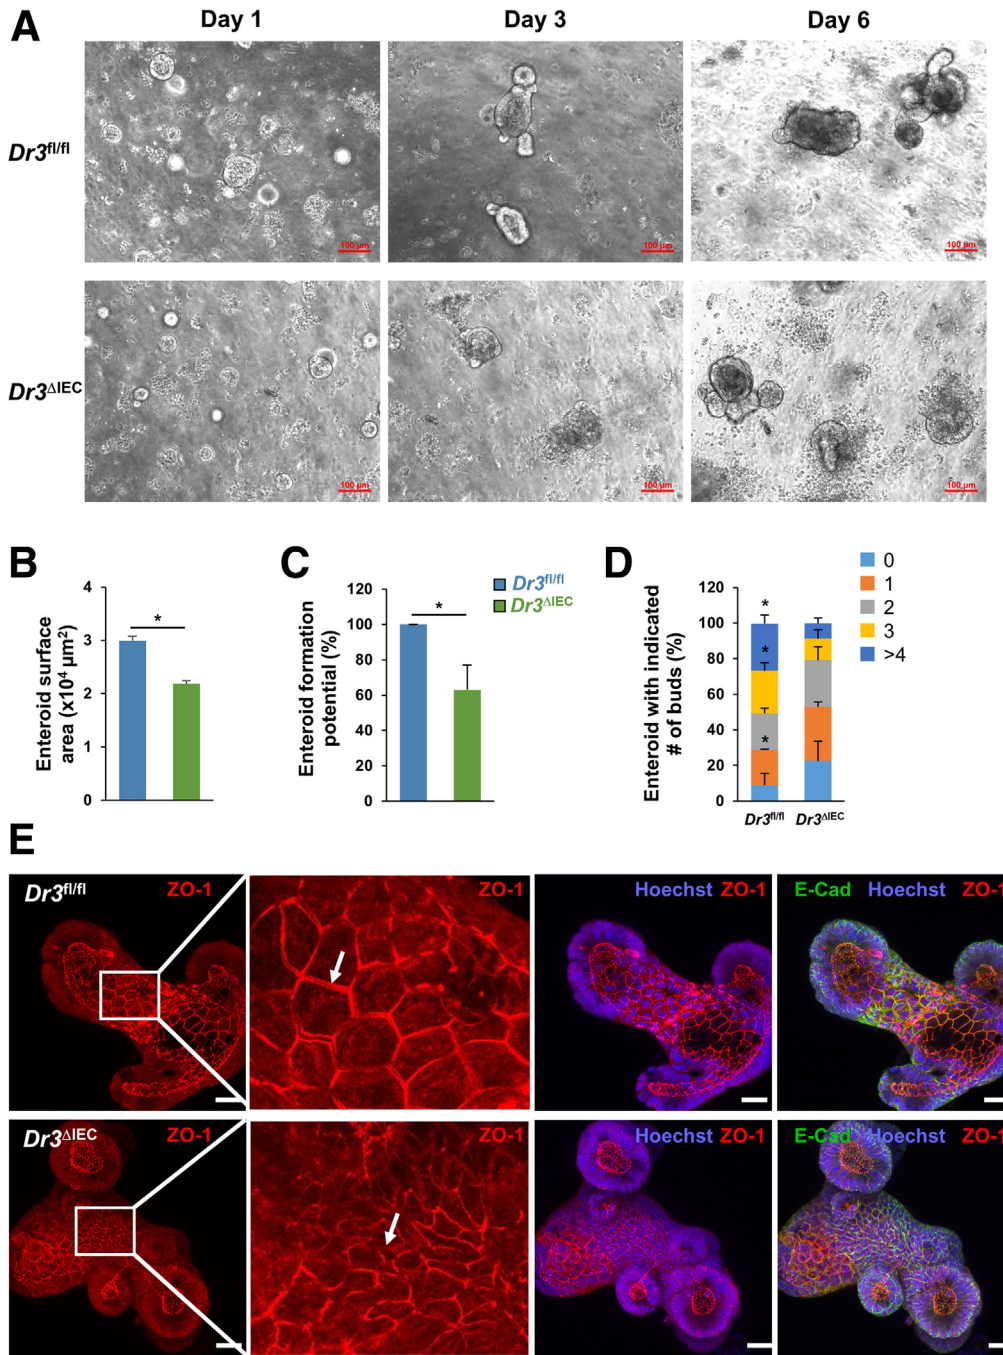 A
Day 1
Day 3
Day 6
Dr3fl/fl
100 µm
100 µm
100 µm
Dr3ΔIEC
100 µm
100 µm
100 µm
B
Enteroid surface
area (x10⁴ µm²)
4
3
2
1
0
*
C
Enteroid formation
potential (%)
120
100
80
60
40
20
0
*
Dr3fl/fl
Dr3ΔIEC
D
Enteroid with indicated
# of buds (%)
120
100
80
60
40
20
0
*
*
*
Dr3fl/fl
Dr3ΔIEC
0
1
2
3
>4
E
Dr3fl/fl
ZO-1
ZO-1
Hoechst ZO-1
E-Cad Hoechst ZO-1
Dr3ΔIEC
ZO-1
ZO-1
Hoechst ZO-1
E-Cad Hoechst ZO-1